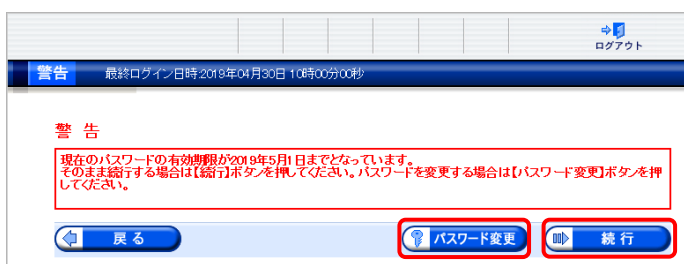 ログアウト
警告 最終ログイン日時:2019年04月30日 10時00分00秒
警 告
現在のパスワードの有効期限が2019年5月1日までとなっています。
そのまま続行する場合は【続行】ボタンを押してください。パスワードを変更する場合は【パスワード変更】ボタンを押
してください。
戻 る パスワード変更 続 行